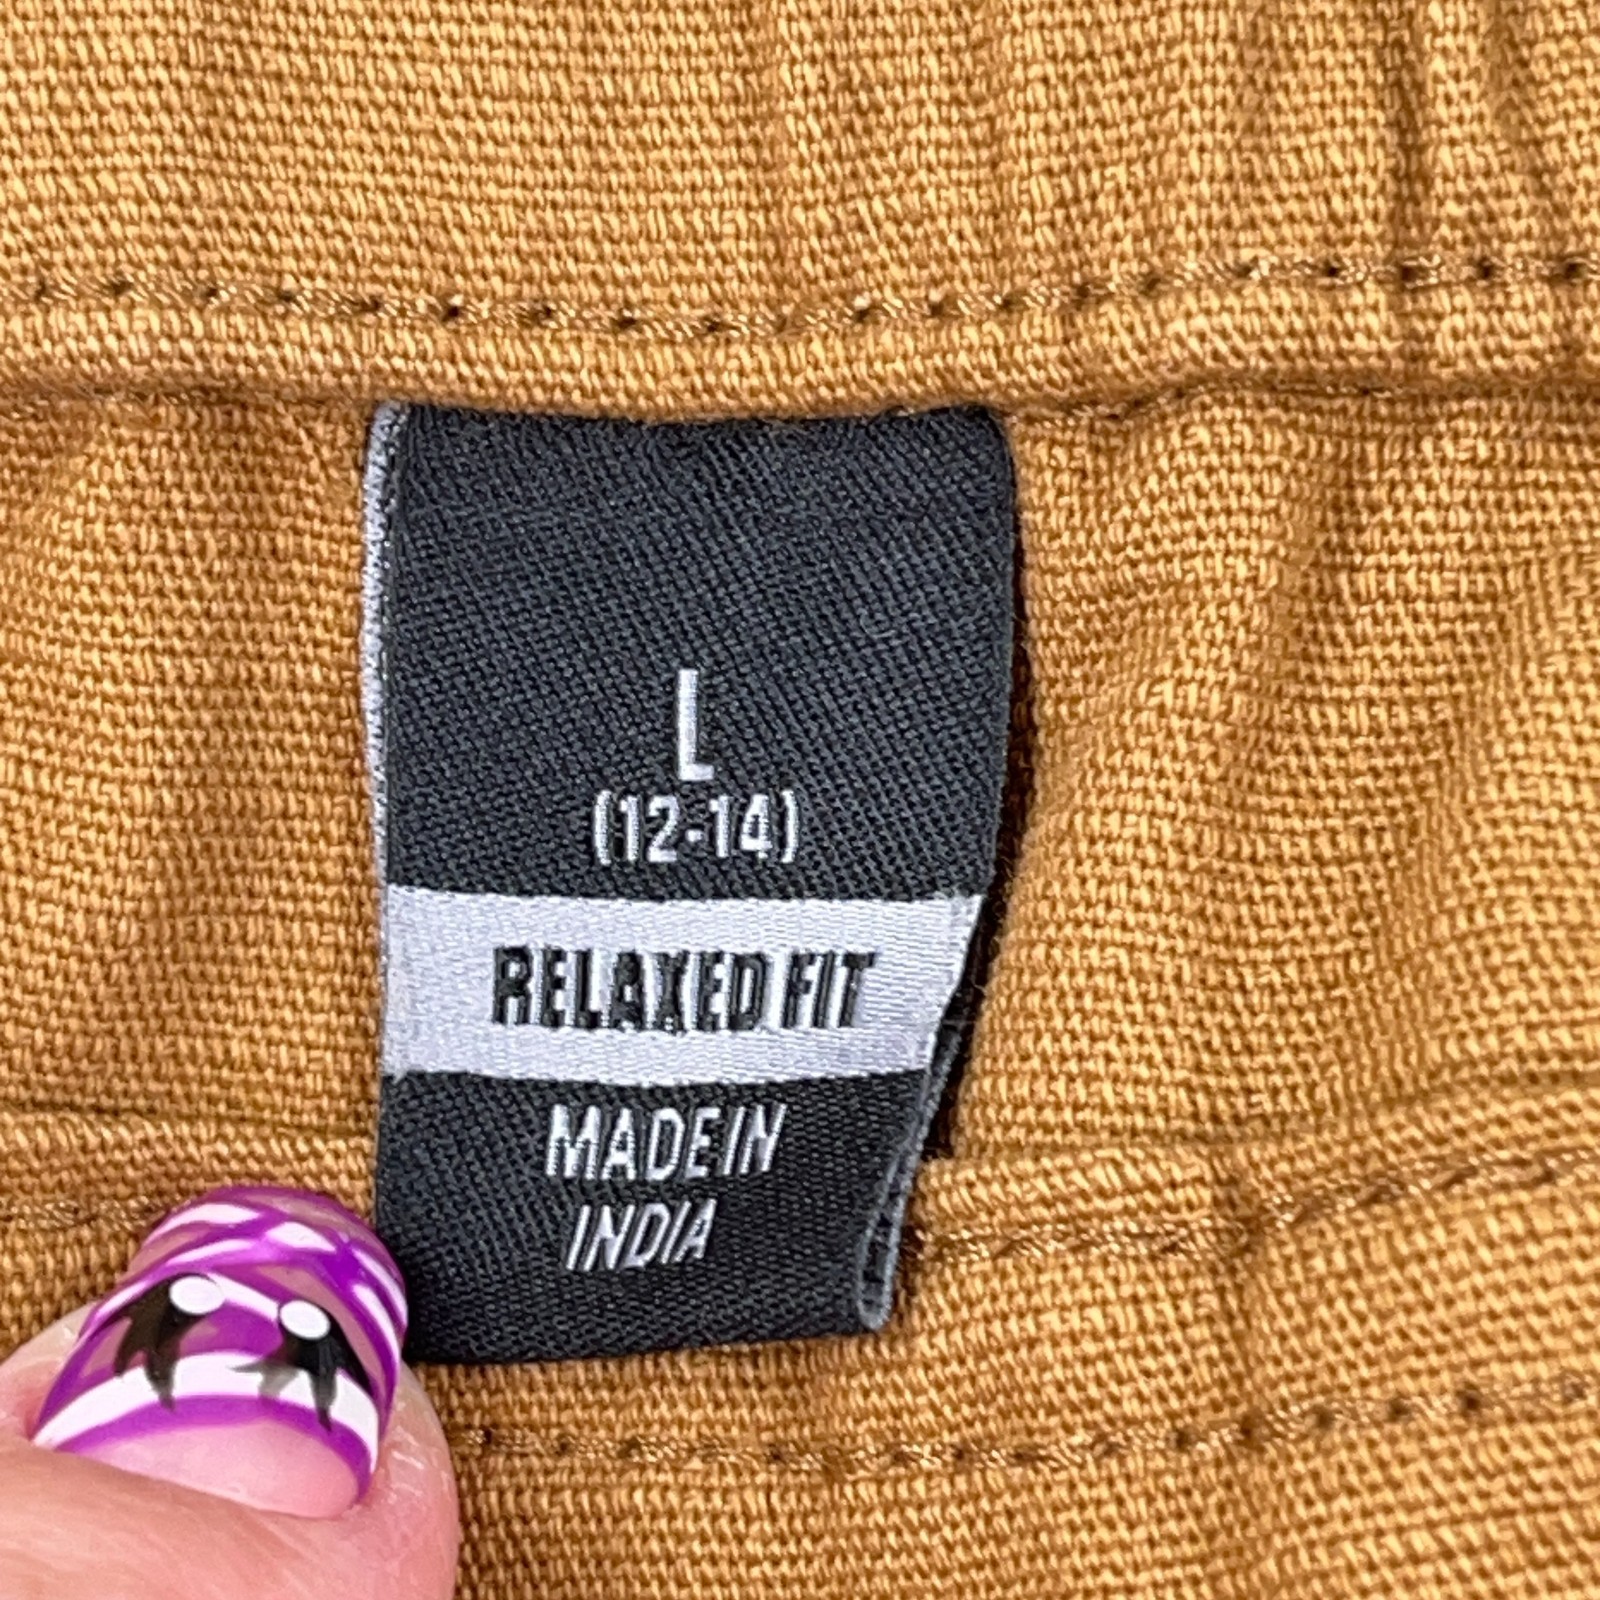 L
(12-14)
RELAXED FIT
MADE IN
INDIA